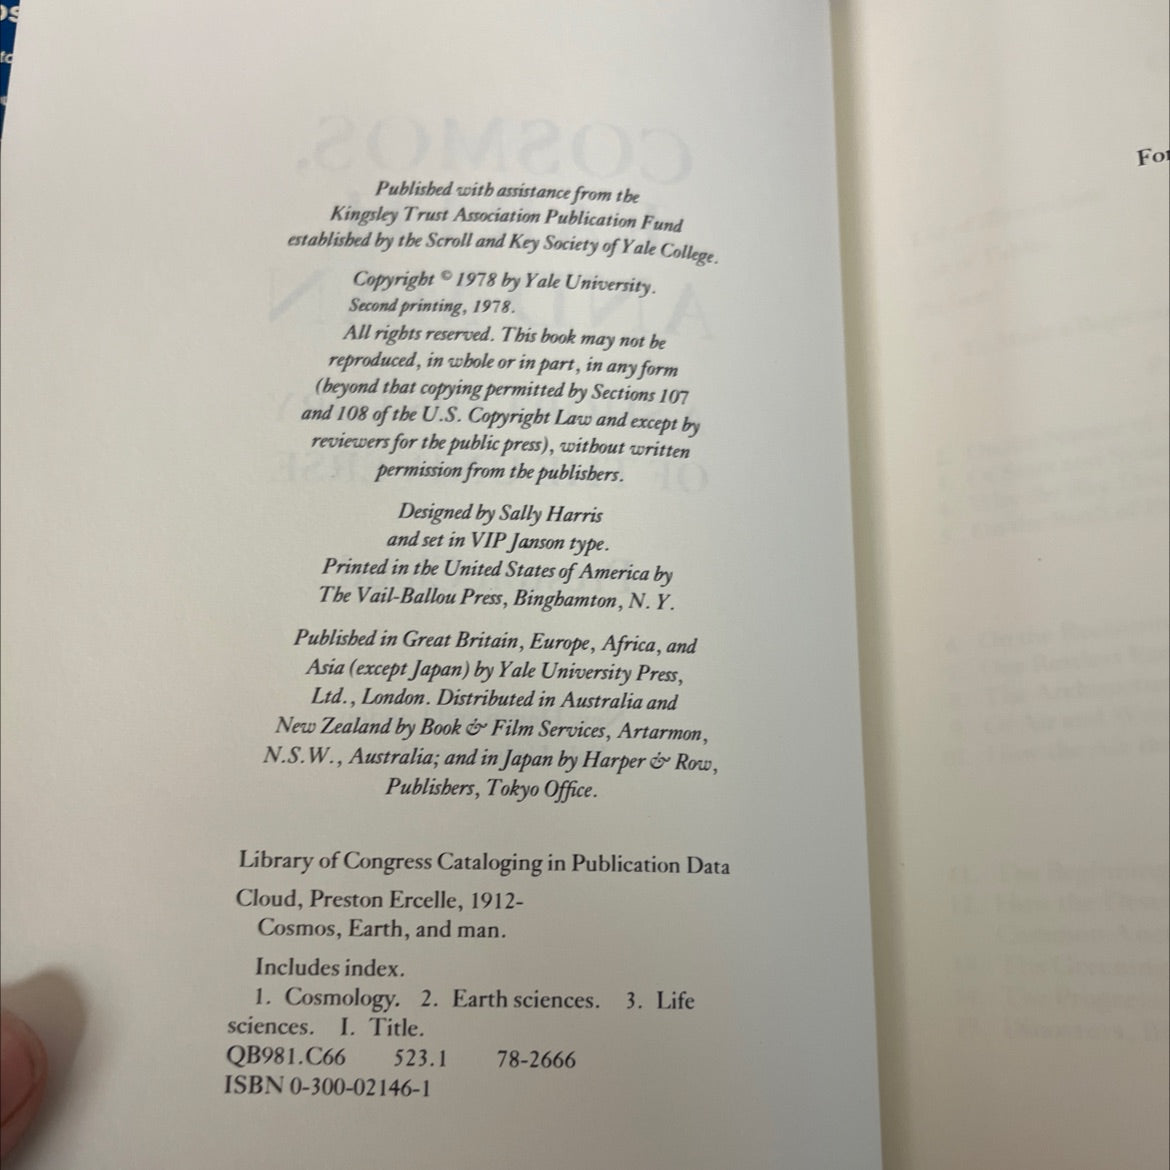 COSMOS,
Published with assistance from the
Kingsley Trust Association Publication Fund
established by the Scroll and Key Society of Yale College.
Copyright © 1978 by Yale University.
Second printing, 1978.
All rights reserved. This book may not be
reproduced, in whole or in part, in any form
(beyond that copying permitted by Sections 107
and 108 of the U.S. Copyright Law and except by
reviewers for the public press), without written
permission from the publishers.
Designed by Sally Harris
and set in VIP Janson type.
Printed in the United States of America by
The Vail-Ballou Press, Binghamton, N. Y.
Published in Great Britain, Europe, Africa, and
Asia (except Japan) by Yale University Press,
Ltd., London. Distributed in Australia and
New Zealand by Book & Film Services, Artarmon,
N.S.W., Australia; and in Japan by Harper & Row,
Publishers, Tokyo Office.
Library of Congress Cataloging in Publication Data
Cloud, Preston Ercelle, 1912-
Cosmos, Earth, and man.
Includes index.
1. Cosmology. 2. Earth sciences. 3. Life
sciences. I. Title.
QB981.C66 523.1 78-2666
ISBN 0-300-02146-1